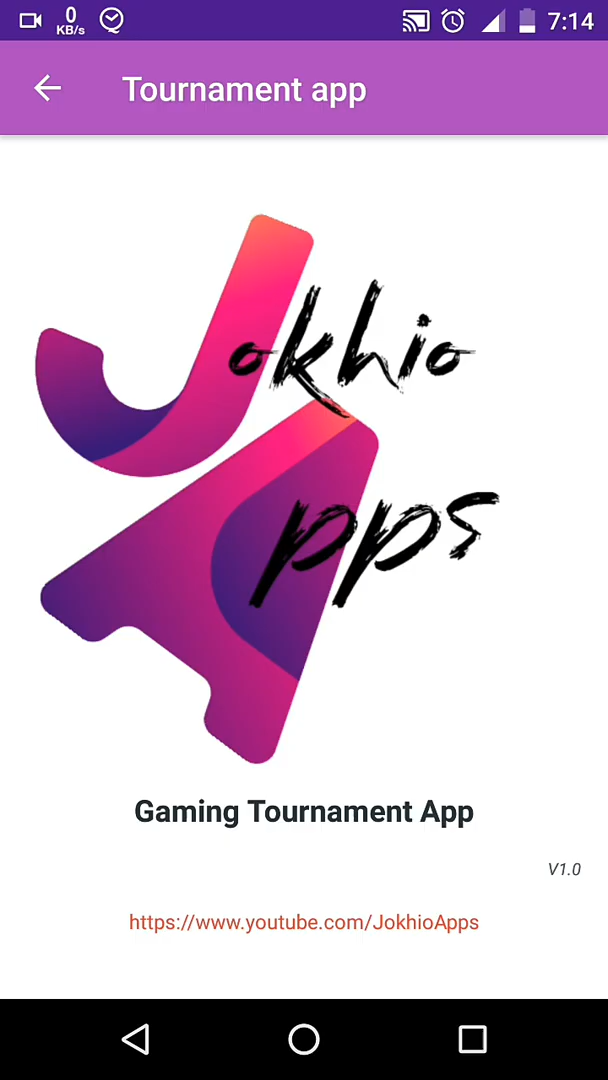 0
KB/s
7:14
Tournament app
Jokhio
Apps
Gaming Tournament App
V1.0
https://www.youtube.com/JokhioApps